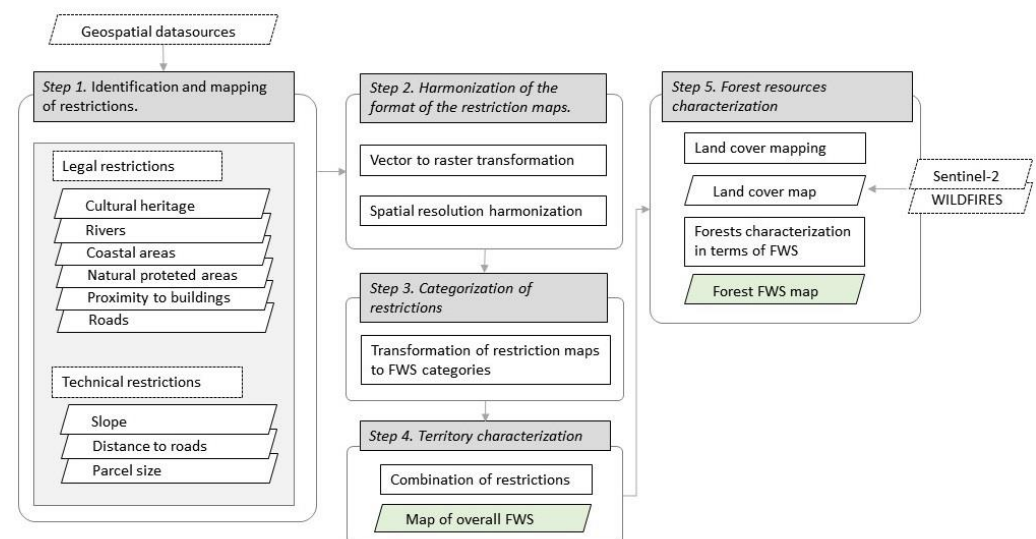 Geospatial datasources
Step 1. Identification and mapping
of restrictions.
Legal restrictions
Cultural heritage
Rivers
Coastal areas
Natural proteted areas
Proximity to buildings
Roads
Technical restrictions
Slope
Distance to roads
Parcel size
Step 2. Harmonization of the
format of the restriction maps.
Vector to raster transformation
Spatial resolution harmonization
Step 3. Categorization of
restrictions
Transformation of restriction maps
to FWS categories
Step 4. Territory characterization
Combination of restrictions
Map of overall FWS
Step 5. Forest resources
characterization
Land cover mapping
Land cover map
Forests characterization
in terms of FWS
Forest FWS map
Sentinel-2
WILDFIRES